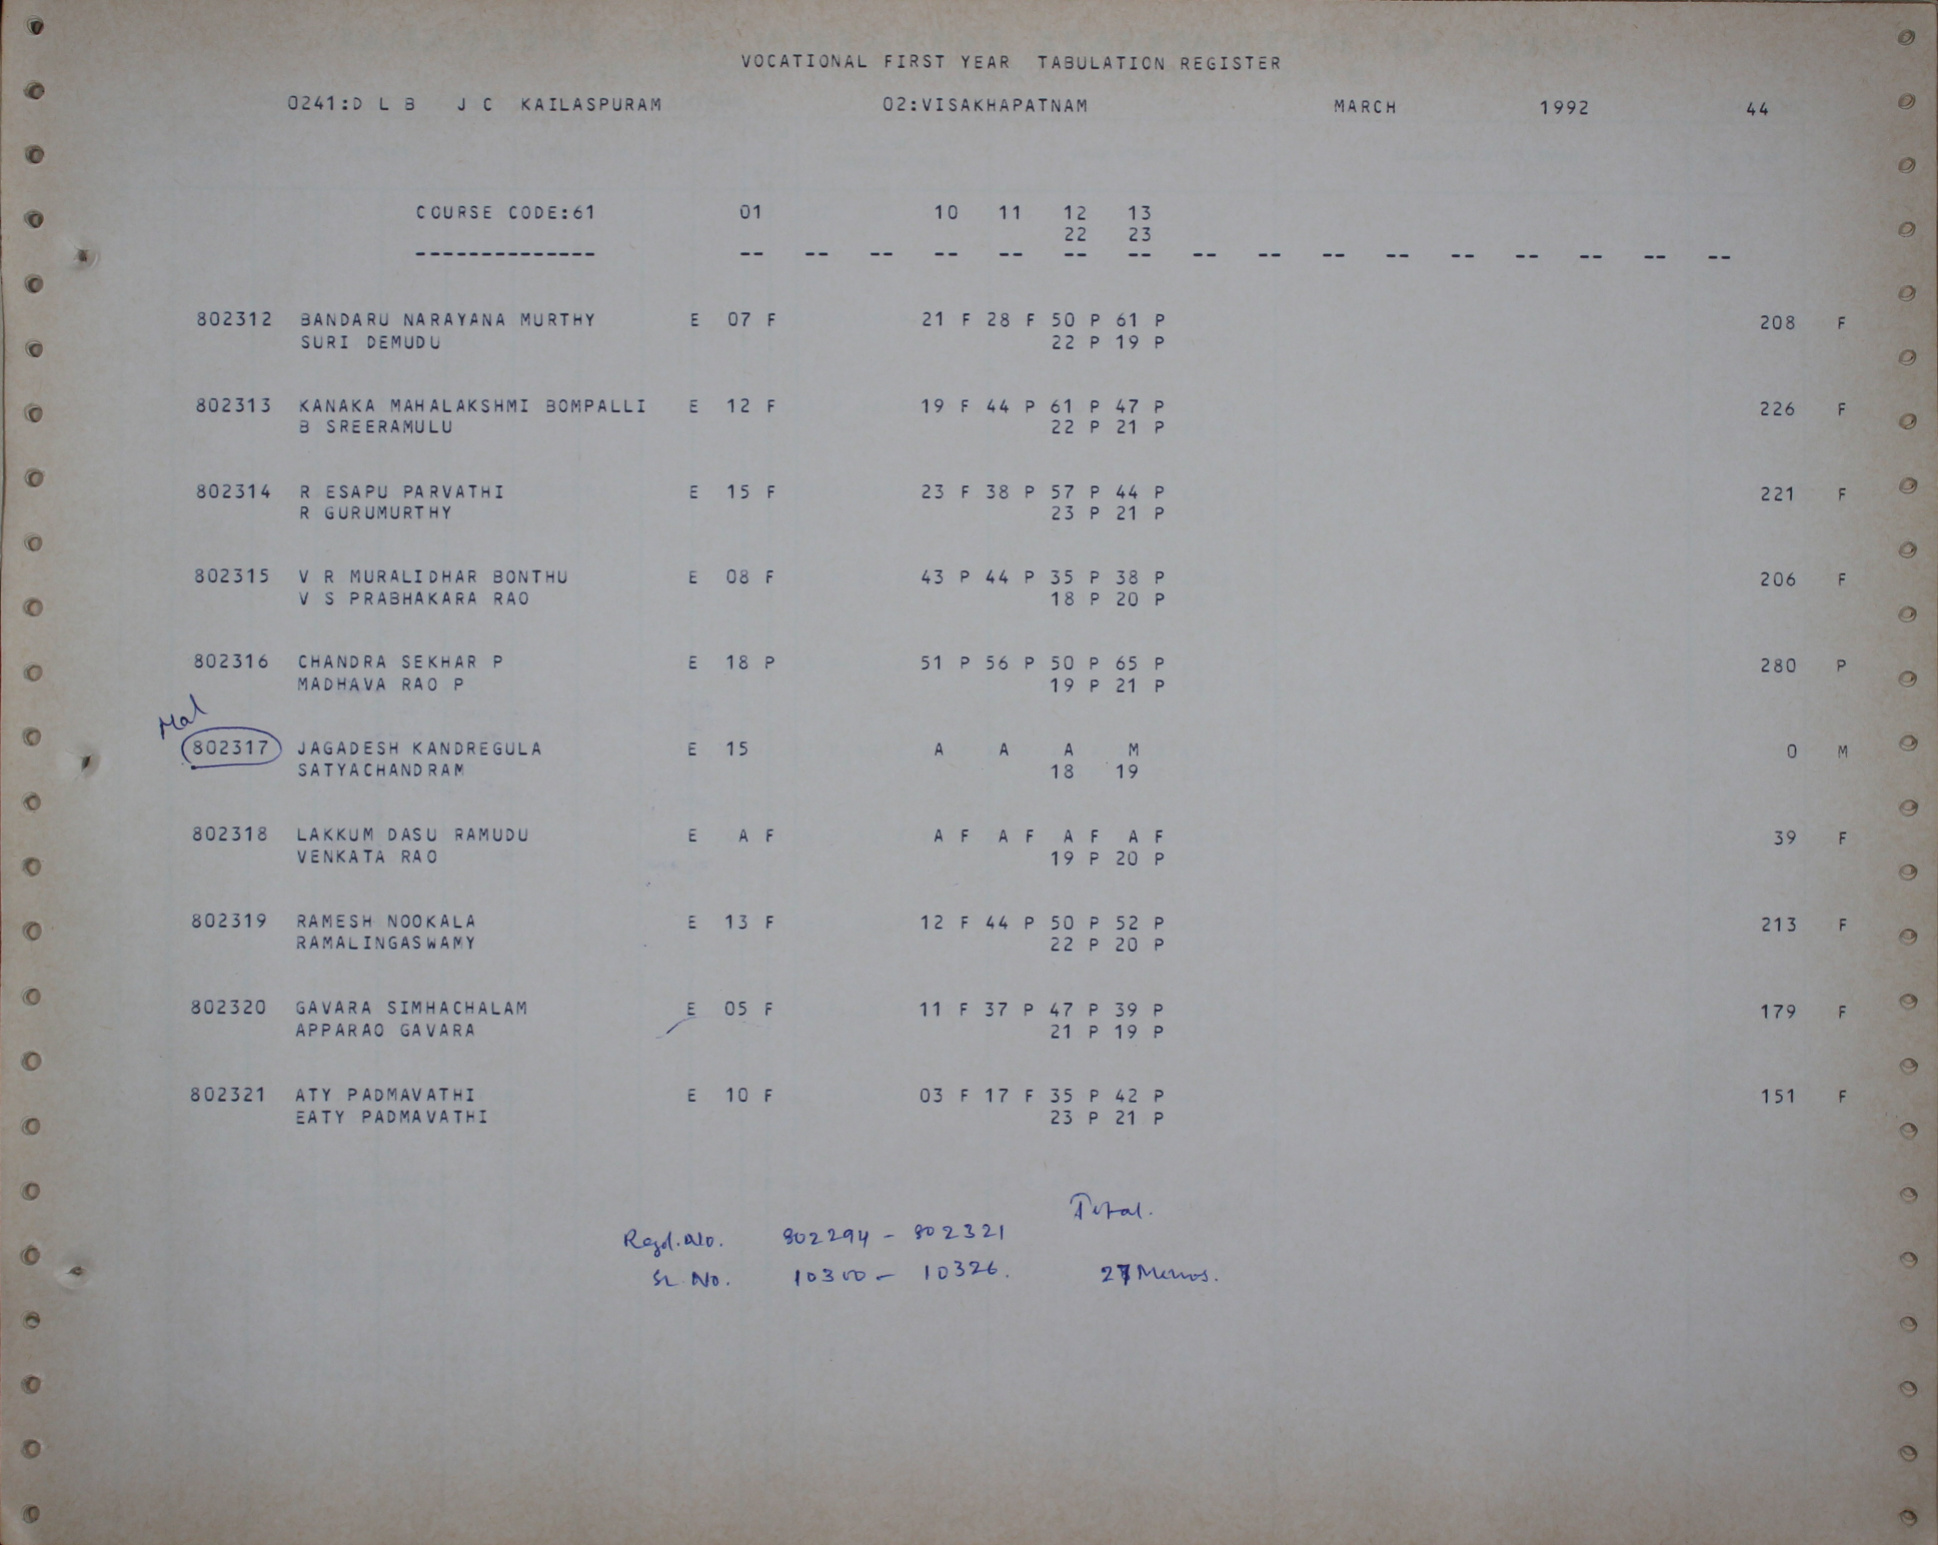 VOCATIONAL FIRST YEAR TABULATION REGISTER
0241:D L B J C KAILASPURAM 02:VISAKHAPATNAM MARCH 1992 44
COURSE CODE:61 01 10 11 12 13
22 23
-------------- -- -- -- -- -- -- -- -- -- -- -- -- -- -- -- --
802312 BANDARU NARAYANA MURTHY E 07 F 21 F 28 F 50 P 61 P 208 F
SURI DEMUDU 22 P 19 P
802313 KANAKA MAHALAKSHMI BOMPALLI E 12 F 19 F 44 P 61 P 47 P 226 F
B SREERAMULU 22 P 21 P
802314 R ESAPU PARVATHI E 15 F 23 F 38 P 57 P 44 P 221 F
R GURUMURTHY 23 P 21 P
802315 V R MURALIDHAR BONTHU E 08 F 43 P 44 P 35 P 38 P 206 F
V S PRABHAKARA RAO 18 P 20 P
802316 CHANDRA SEKHAR P E 18 P 51 P 56 P 50 P 65 P 280 P
MADHAVA RAO P 19 P 21 P
Mal
802317 JAGADESH KANDREGULA E 15 A A A M 0 M
SATYACHANDRAM 18 19
802318 LAKKUM DASU RAMUDU E A F A F A F A F A F 39 F
VENKATA RAO 19 P 20 P
802319 RAMESH NOOKALA E 13 F 12 F 44 P 50 P 52 P 213 F
RAMALINGASWAMY 22 P 20 P
802320 GAVARA SIMHACHALAM E 05 F 11 F 37 P 47 P 39 P 179 F
APPARAO GAVARA 21 P 19 P
802321 ATY PADMAVATHI E 10 F 03 F 17 F 35 P 42 P 151 F
EATY PADMAVATHI 23 P 21 P
Total.
Regd. No. 802294 - 802321
Sl. No. 10300 - 10326. 27 Memos.